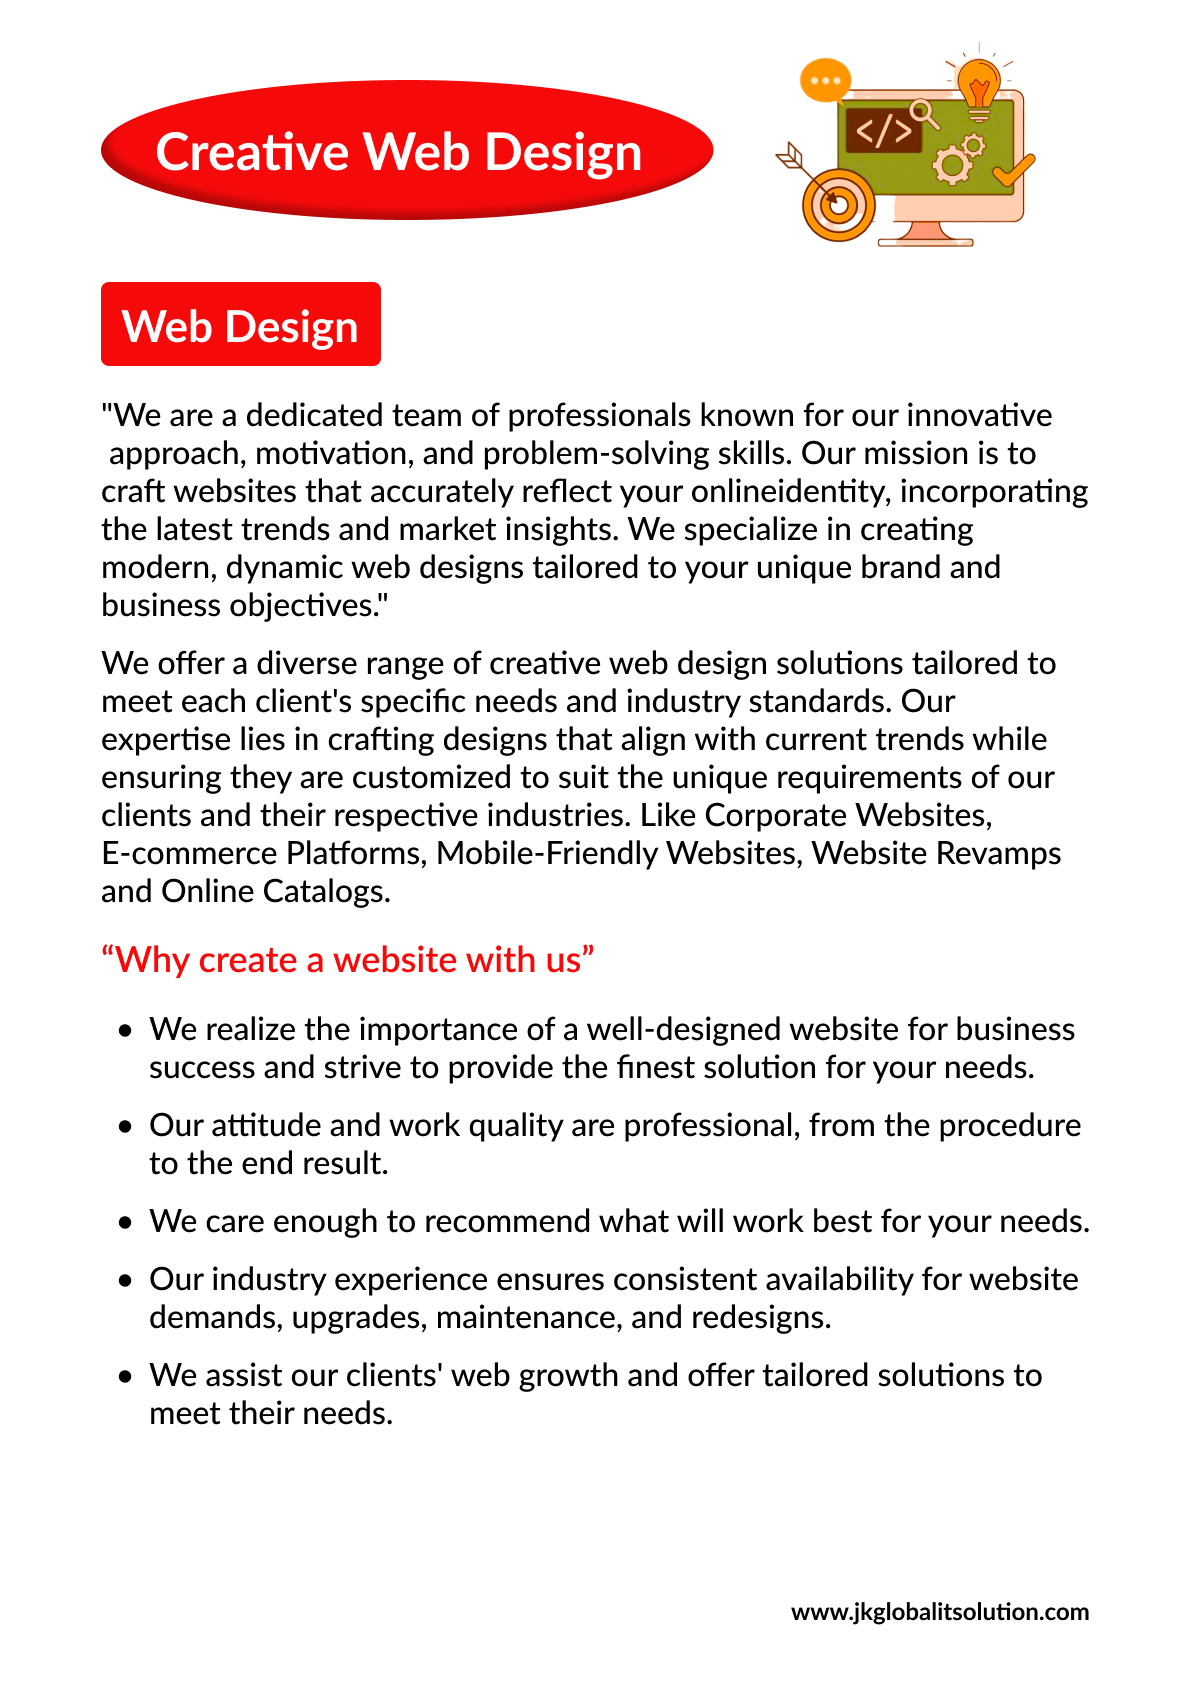 Creative Web Design
</>
Web Design
"We are a dedicated team of professionals known for our innovative
approach, motivation, and problem-solving skills. Our mission is to
craft websites that accurately reflect your onlineidentity, incorporating
the latest trends and market insights. We specialize in creating
modern, dynamic web designs tailored to your unique brand and
business objectives."
We offer a diverse range of creative web design solutions tailored to
meet each client's specific needs and industry standards. Our
expertise lies in crafting designs that align with current trends while
ensuring they are customized to suit the unique requirements of our
clients and their respective industries. Like Corporate Websites,
E-commerce Platforms, Mobile-Friendly Websites, Website Revamps
and Online Catalogs.
“Why create a website with us”
• We realize the importance of a well-designed website for business
success and strive to provide the finest solution for your needs.
• Our attitude and work quality are professional, from the procedure
to the end result.
• We care enough to recommend what will work best for your needs.
• Our industry experience ensures consistent availability for website
demands, upgrades, maintenance, and redesigns.
• We assist our clients' web growth and offer tailored solutions to
meet their needs.
www.jkglobalitsolution.com